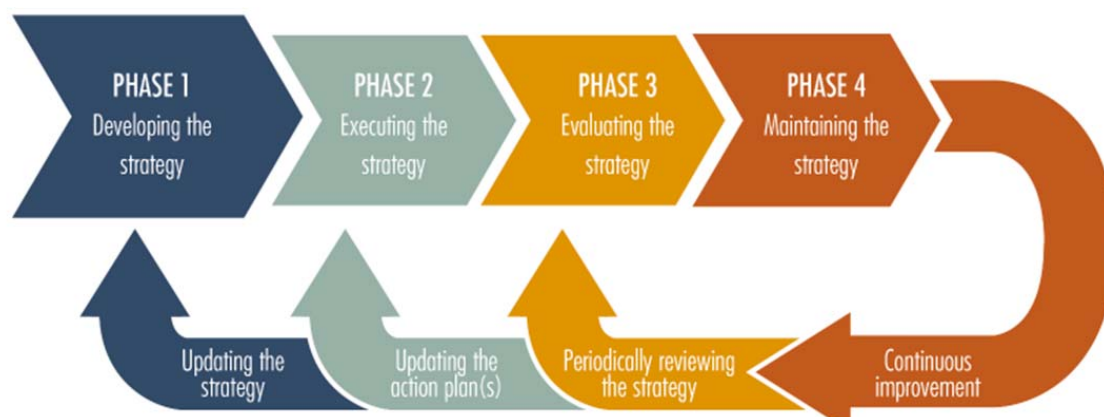 PHASE 1
Developing the
strategy
PHASE 2
Executing the
strategy
PHASE 3
Evaluating the
strategy
PHASE 4
Maintaining the
strategy
Updating the
strategy
Updating the
action plan(s)
Periodically reviewing
the strategy
Continuous
improvement